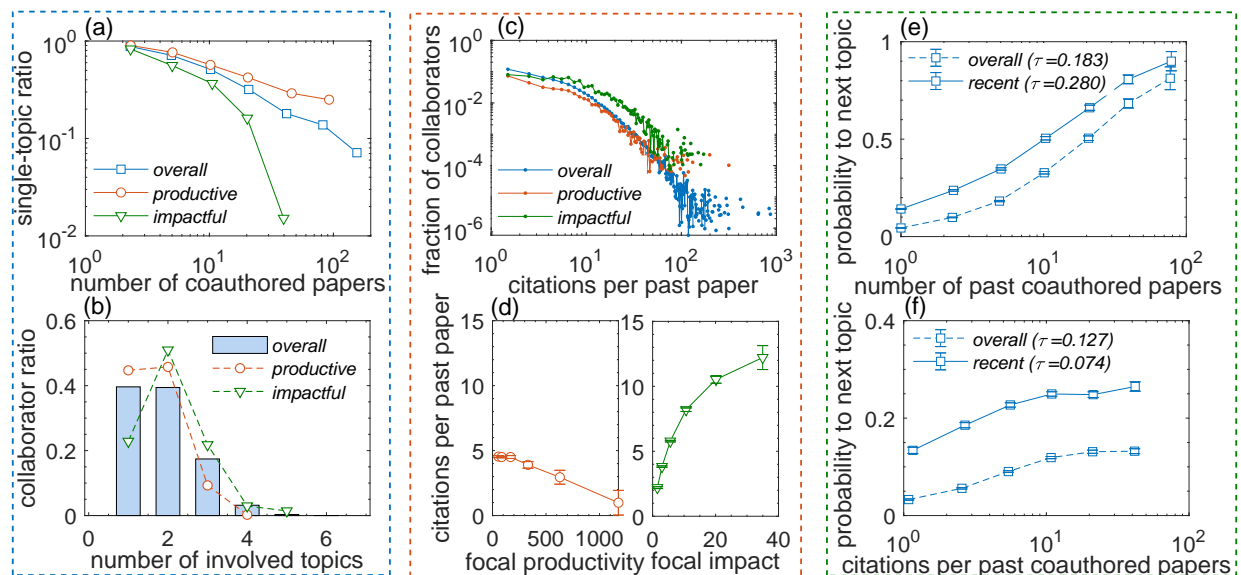 (a)
single-topic ratio
10^0
10^-1
10^-2
overall
productive
impactful
10^0 10^1 10^2
number of coauthored papers
(b)
collaborator ratio
0.6
0.4
0.2
0
overall
productive
impactful
0 2 4 6
number of involved topics
(c)
fraction of collaborators
10^0
10^-2
10^-4
10^-6
overall
productive
impactful
10^0 10^1 10^2 10^3
citations per past paper
(d)
citations per past paper
15
10
5
0
0 500 1000
focal productivity
15
10
5
0
0 20 40
focal impact
(e)
probability to next topic
1
0.5
0
overall (τ=0.183)
recent (τ=0.280)
10^0 10^1 10^2
number of past coauthored papers
(f)
probability to next topic
0.4
0.2
0
overall (τ=0.127)
recent (τ=0.074)
10^0 10^1 10^2
citations per past coauthored papers